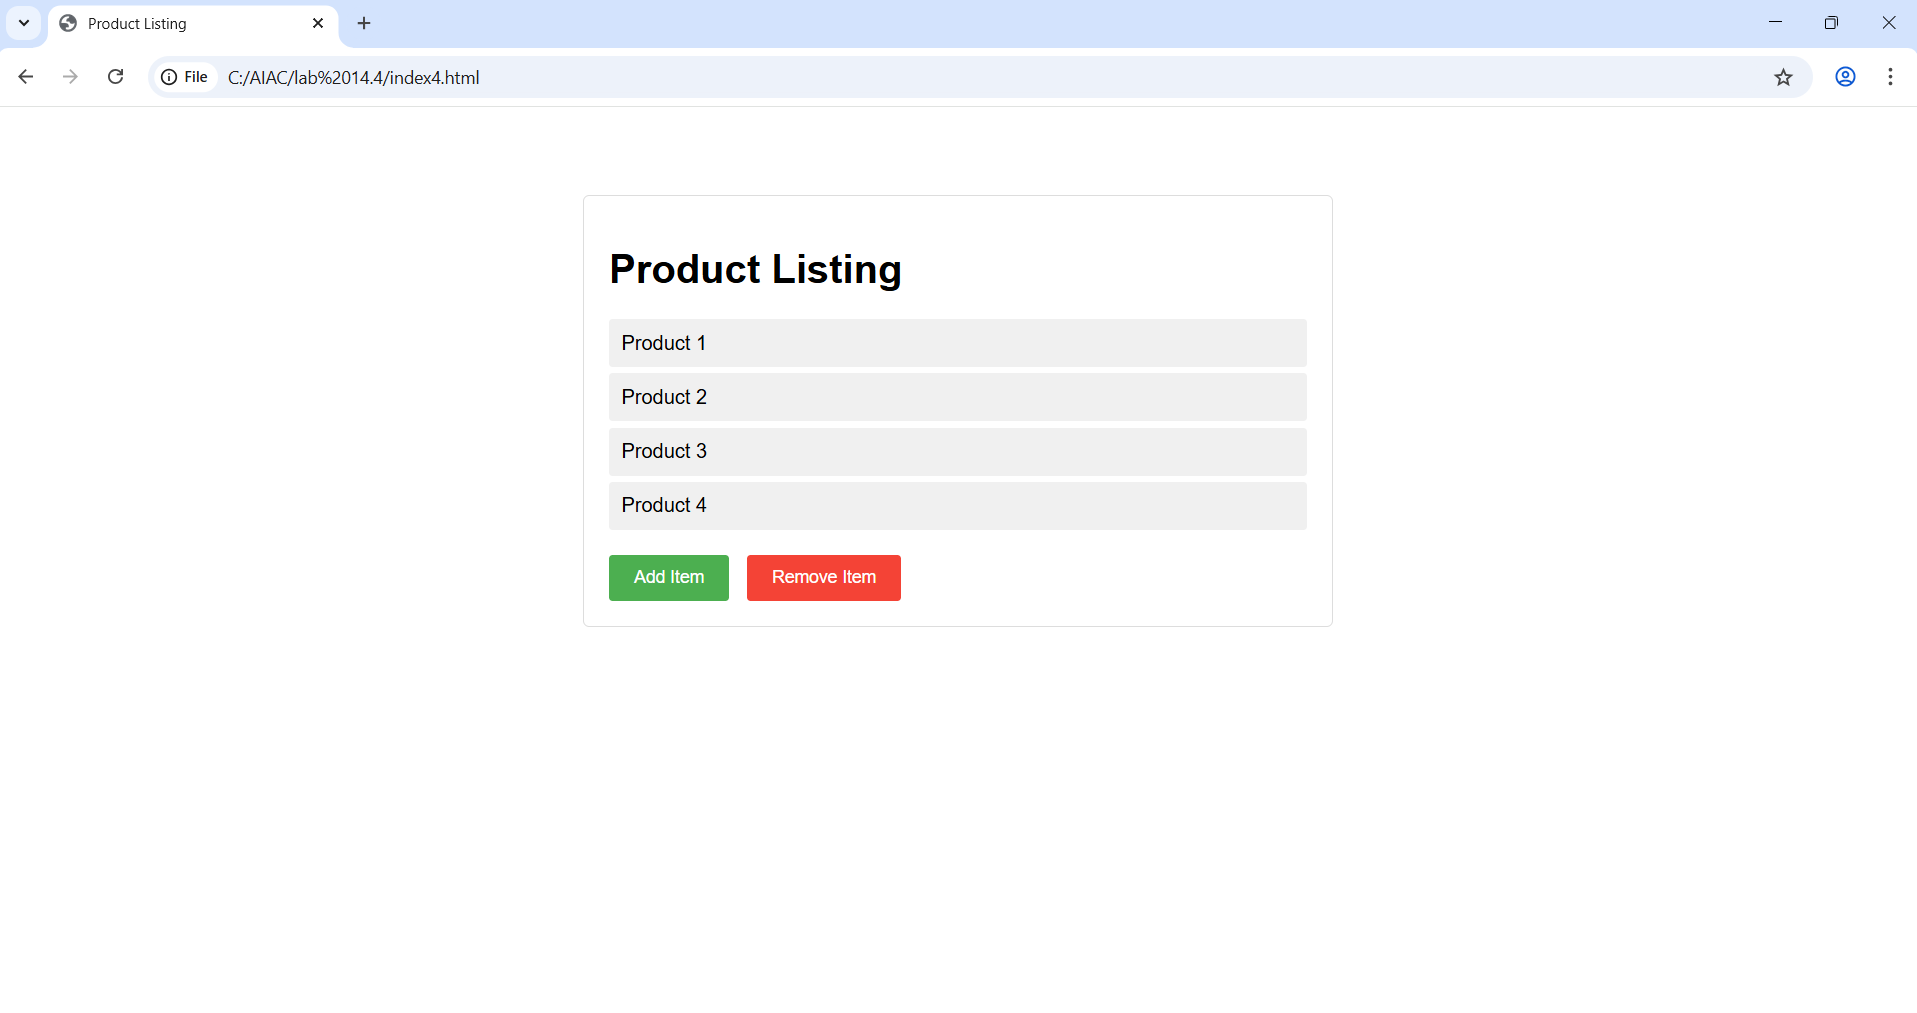 Product Listing
File C:/AIAC/lab%2014.4/index4.html
Product Listing
Product 1
Product 2
Product 3
Product 4
Add Item Remove Item